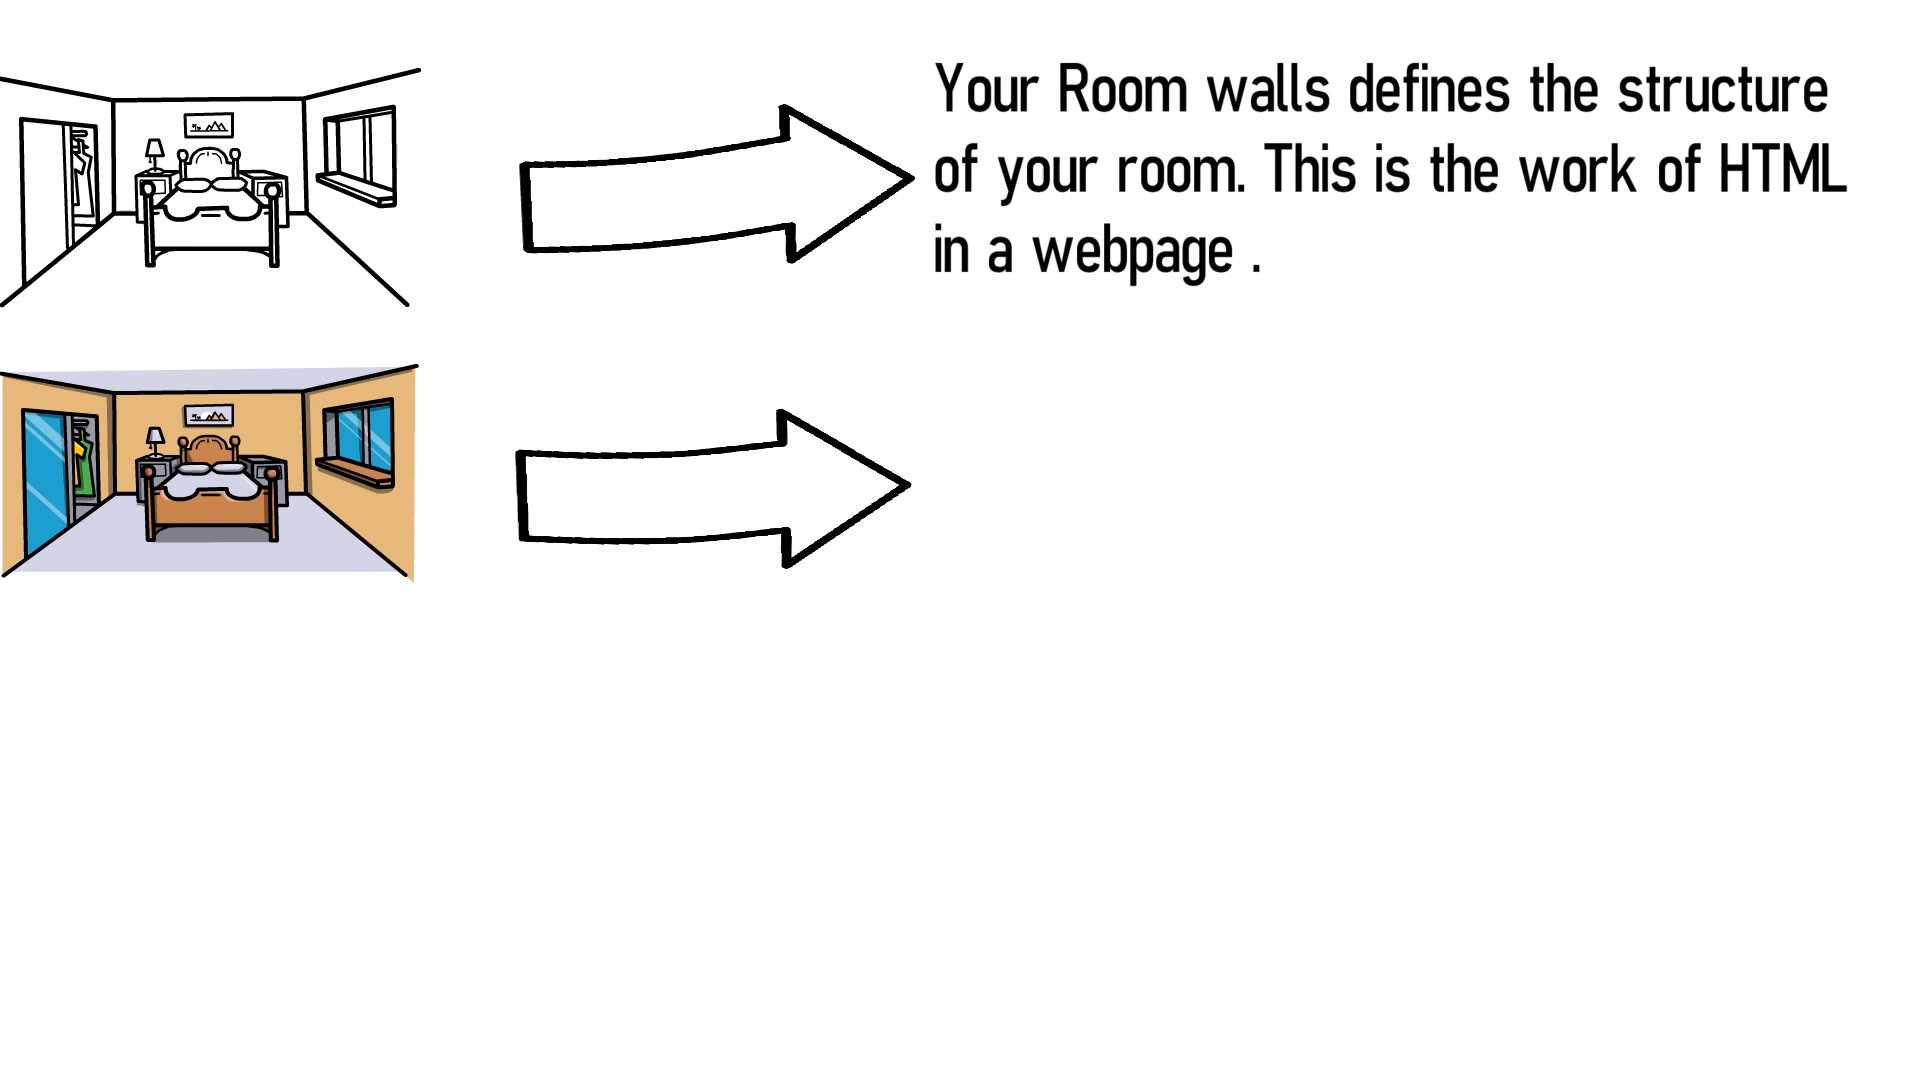 Your Room walls defines the structure
of your room. This is the work of HTML
in a webpage .